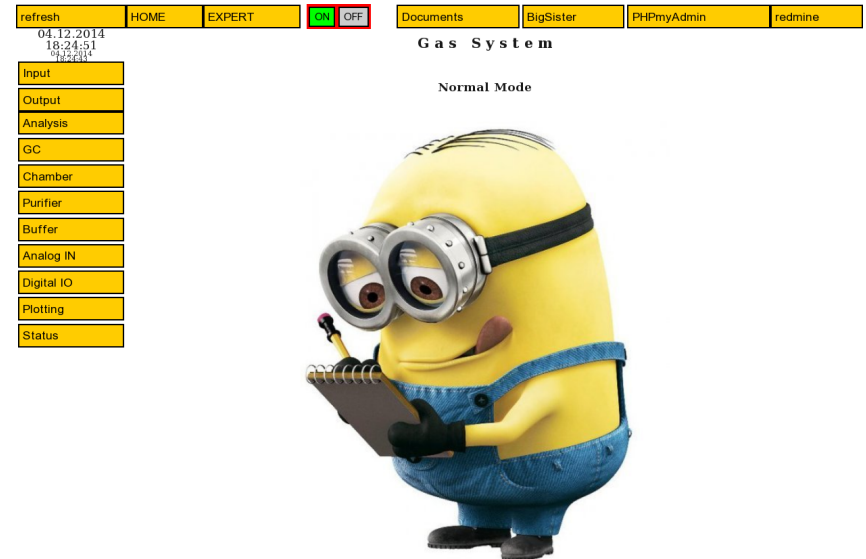 refresh HOME EXPERT ON OFF Documents BigSister PHPmyAdmin redmine
04.12.2014
18:24:51
04.12.2014
18:24:43
Gas System
Normal Mode
Input
Output
Analysis
GC
Chamber
Purifier
Buffer
Analog IN
Digital IO
Plotting
Status